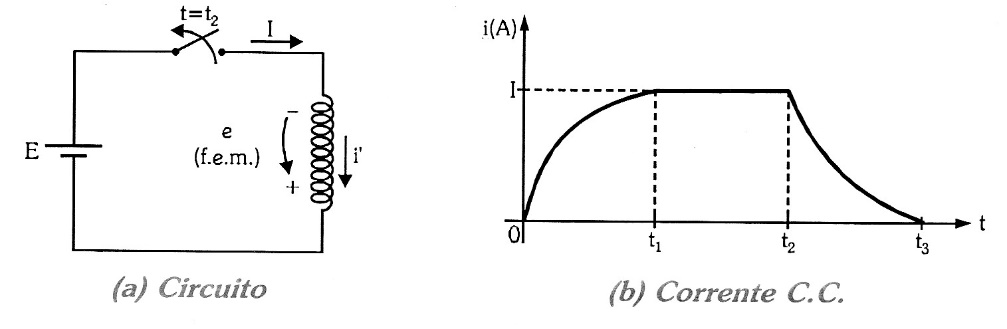 t=t₂
I
E
e
(f.e.m.)
−
+
i'
(a) Circuito
i(A)
I
0
t₁
t₂
t₃
t
(b) Corrente C.C.